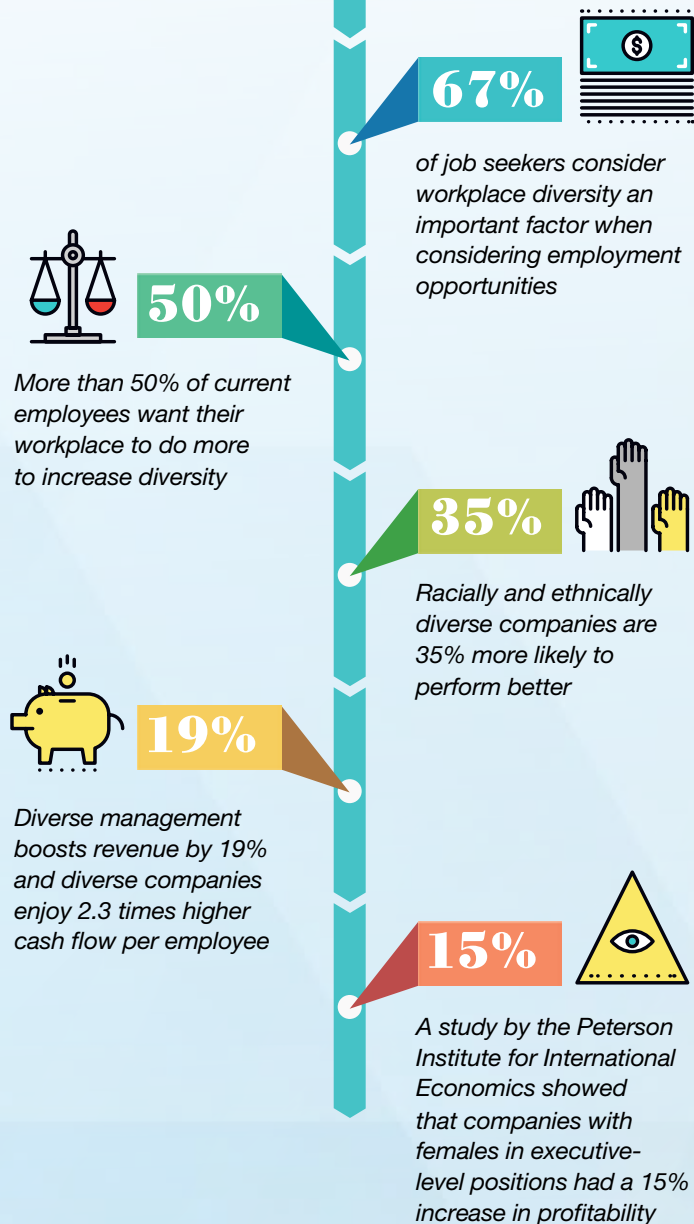 67%
of job seekers consider
workplace diversity an
important factor when
considering employment
opportunities
50%
More than 50% of current
employees want their
workplace to do more
to increase diversity
35%
Racially and ethnically
diverse companies are
35% more likely to
perform better
19%
Diverse management
boosts revenue by 19%
and diverse companies
enjoy 2.3 times higher
cash flow per employee
15%
A study by the Peterson
Institute for International
Economics showed
that companies with
females in executive-
level positions had a 15%
increase in profitability